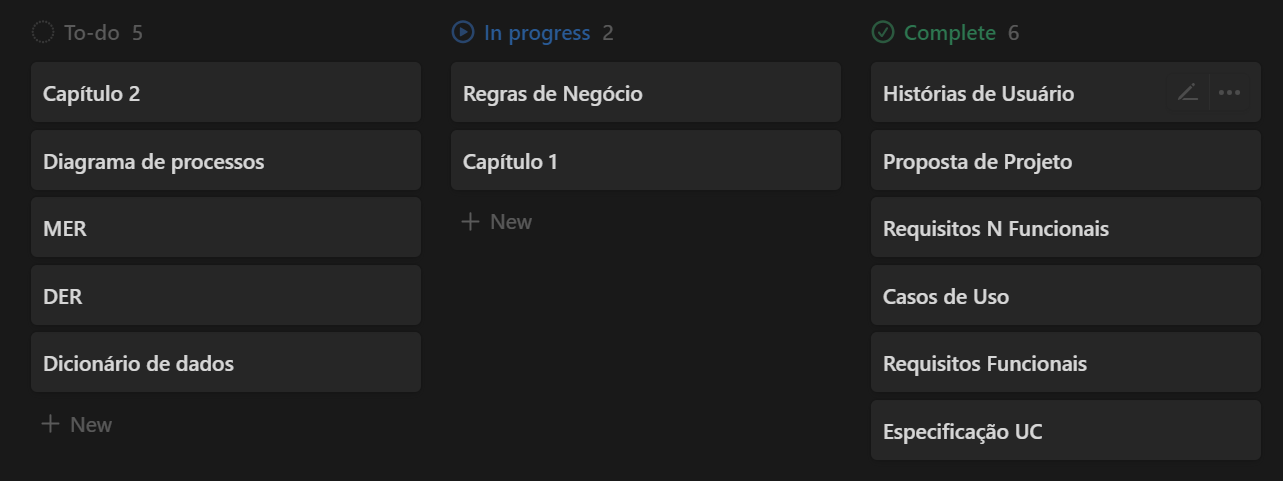 To-do 5
Capítulo 2
Diagrama de processos
MER
DER
Dicionário de dados
+ New
In progress 2
Regras de Negócio
Capítulo 1
+ New
Complete 6
Histórias de Usuário
Proposta de Projeto
Requisitos N Funcionais
Casos de Uso
Requisitos Funcionais
Especificação UC